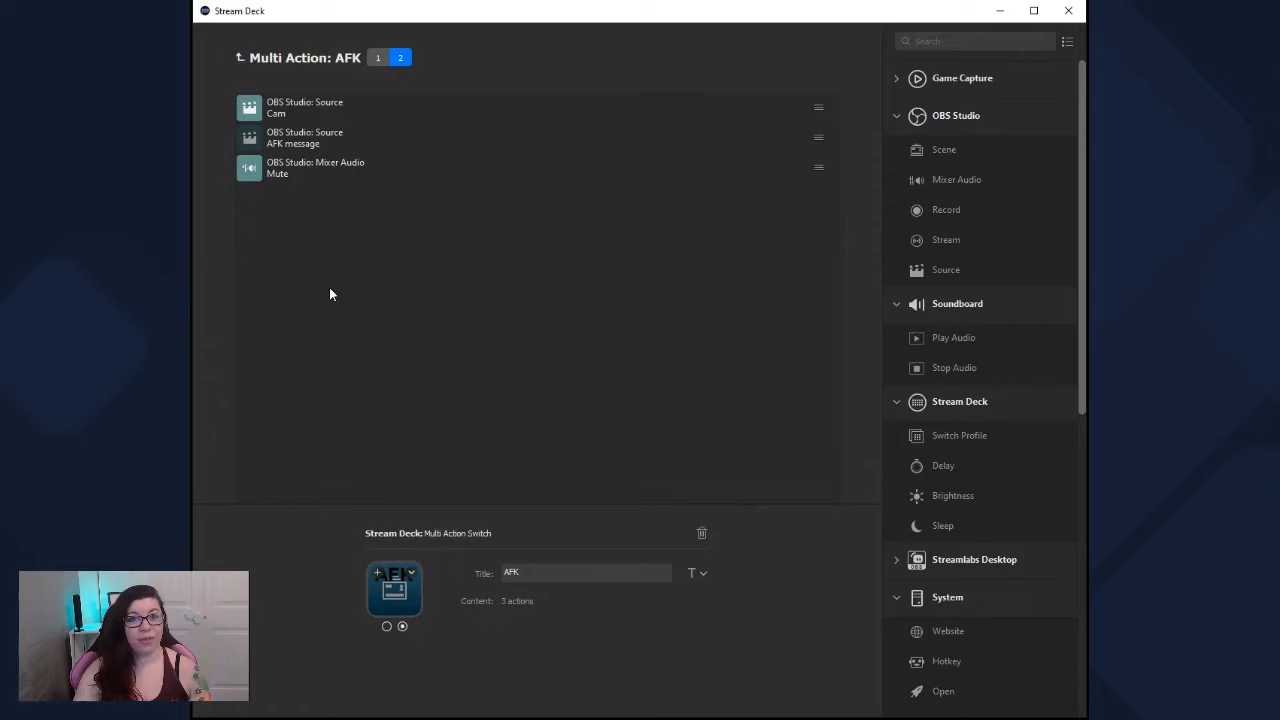 Stream Deck
Multi Action: AFK 1 2
Search
OBS Studio: Source
Cam
OBS Studio: Source
AFK message
OBS Studio: Mixer Audio
Mute
Game Capture
OBS Studio
Scene
Mixer Audio
Record
Stream
Source
Soundboard
Play Audio
Stop Audio
Stream Deck
Switch Profile
Delay
Brightness
Sleep
Streamlabs Desktop
System
Website
Hotkey
Open
Stream Deck: Multi Action Switch
AFK
Title: AFK
T
Content: 3 actions